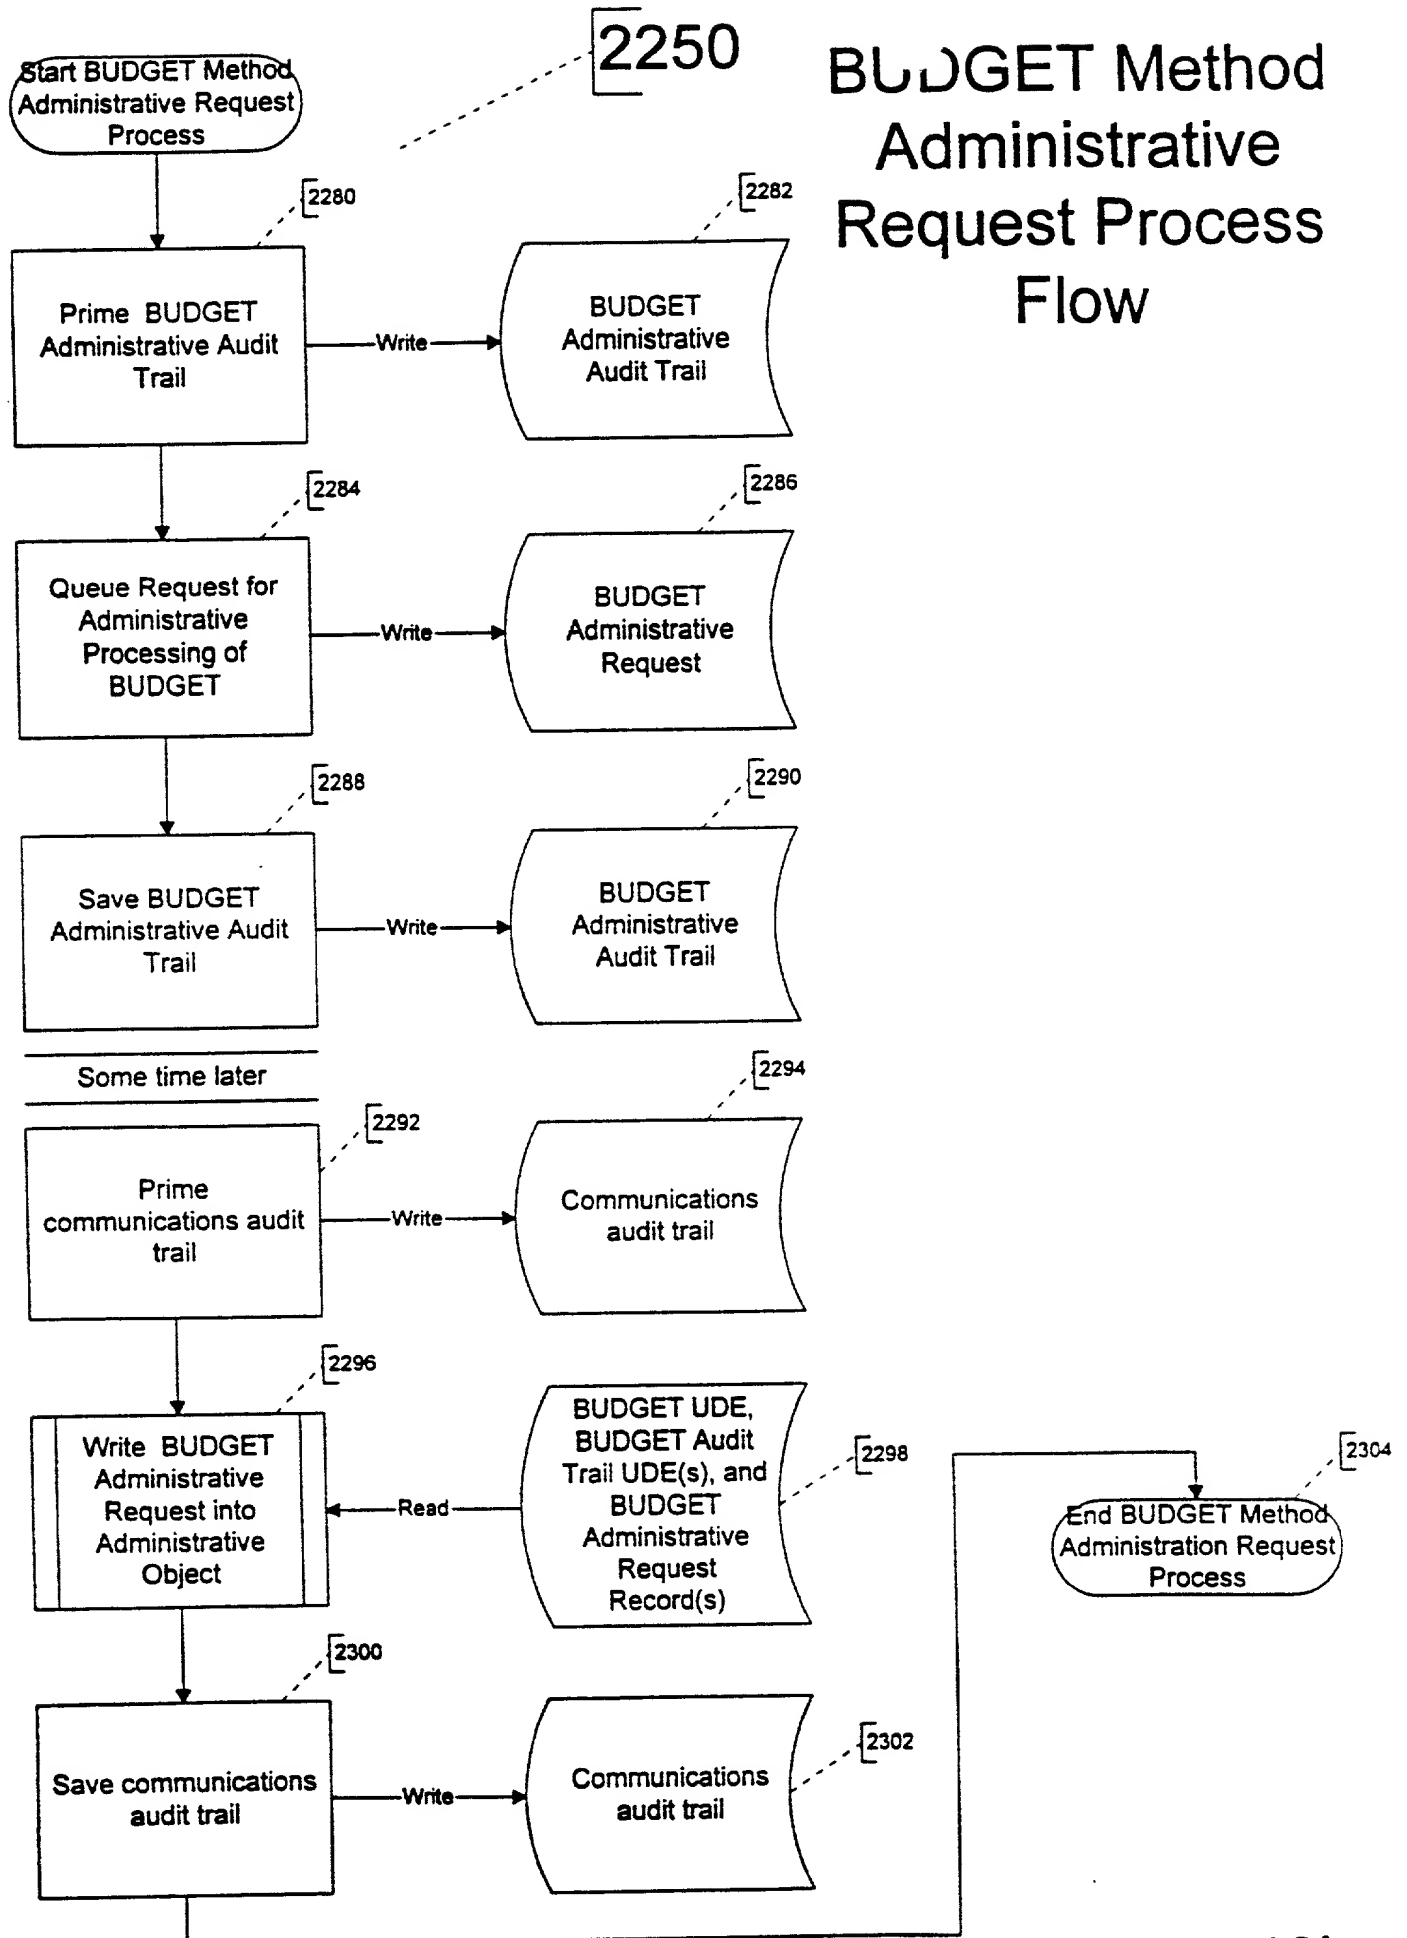 2250
BUDGET Method
Administrative
Request Process
Flow
Start BUDGET Method
Administrative Request
Process
2280
Prime BUDGET
Administrative Audit
Trail
Write
2282
BUDGET
Administrative
Audit Trail
2284
Queue Request for
Administrative
Processing of
BUDGET
Write
2286
BUDGET
Administrative
Request
2288
Save BUDGET
Administrative Audit
Trail
Write
2290
BUDGET
Administrative
Audit Trail
Some time later
2292
Prime
communications audit
trail
Write
2294
Communications
audit trail
2296
Write BUDGET
Administrative
Request into
Administrative
Object
Read
2298
BUDGET UDE,
BUDGET Audit
Trail UDE(s), and
BUDGET
Administrative
Request
Record(s)
2300
Save communications
audit trail
Write
2302
Communications
audit trail
2304
End BUDGET Method
Administration Request
Process